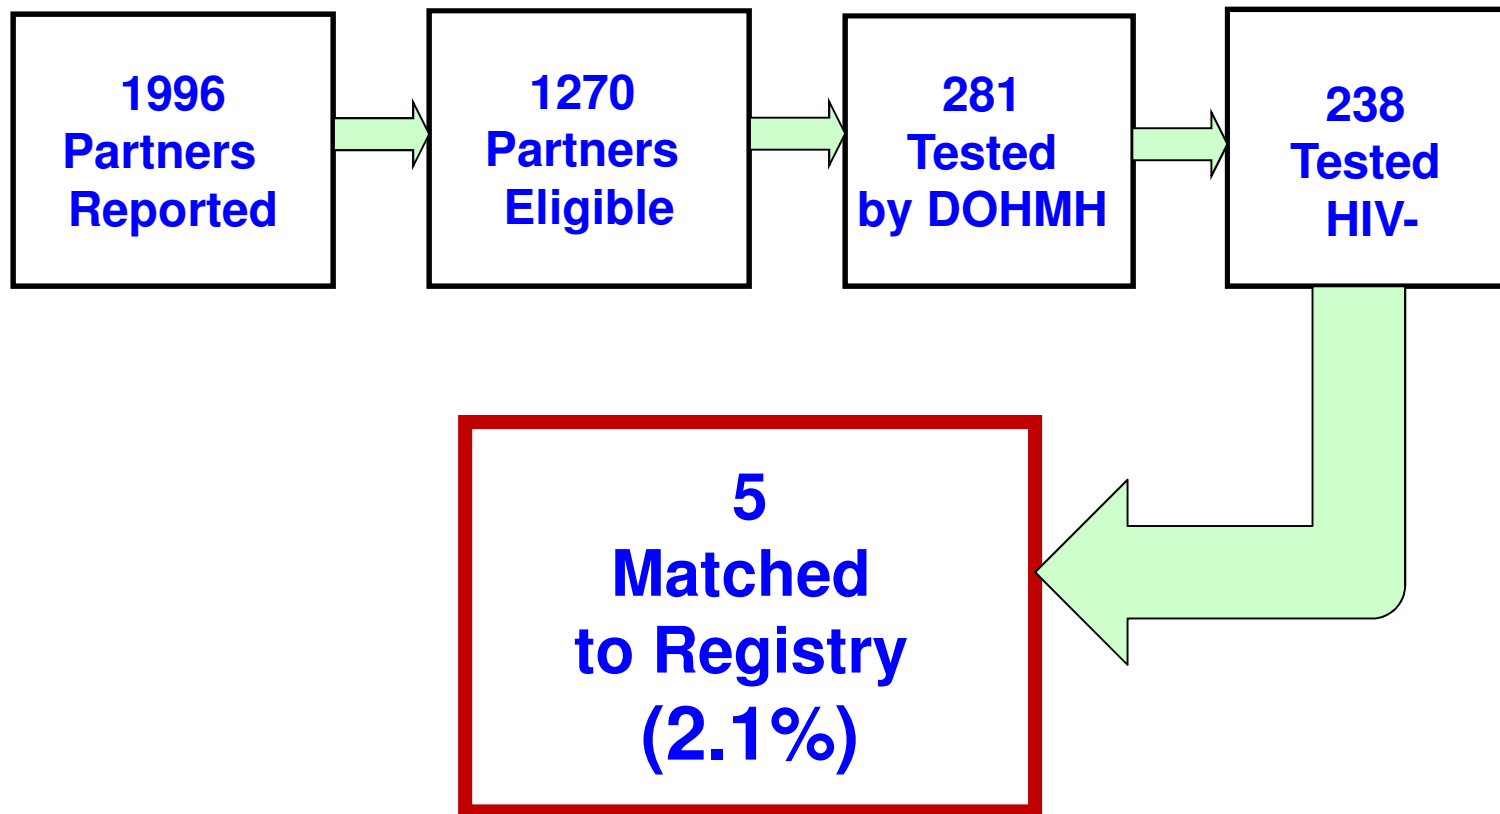 1996
Partners
Reported
1270
Partners
Eligible
281
Tested
by DOHMH
238
Tested
HIV-
5
Matched
to Registry
(2.1%)